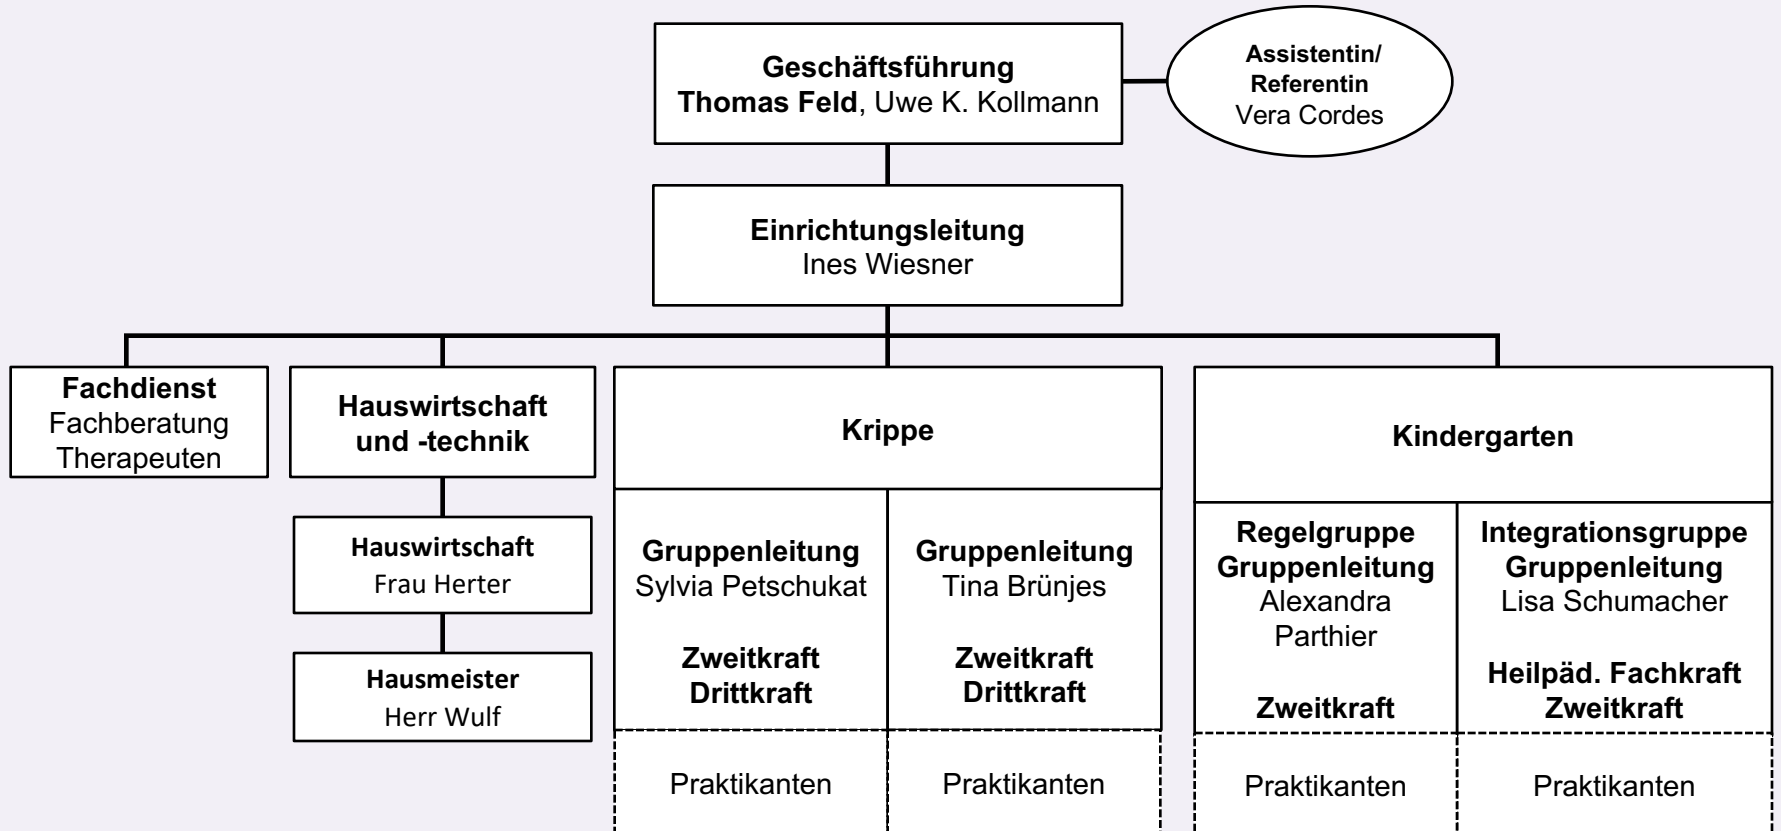 Geschäftsführung
Thomas Feld, Uwe K. Kollmann
Assistentin/
Referentin
Vera Cordes
Einrichtungsleitung
Ines Wiesner
Fachdienst
Fachberatung
Therapeuten
Hauswirtschaft
und -technik
Hauswirtschaft
Frau Herter
Hausmeister
Herr Wulf
Krippe
Gruppenleitung
Sylvia Petschukat
Zweitkraft
Drittkraft
Praktikanten
Gruppenleitung
Tina Brünjes
Zweitkraft
Drittkraft
Praktikanten
Kindergarten
Regelgruppe
Gruppenleitung
Alexandra
Parthier
Zweitkraft
Praktikanten
Integrationsgruppe
Gruppenleitung
Lisa Schumacher
Heilpäd. Fachkraft
Zweitkraft
Praktikanten